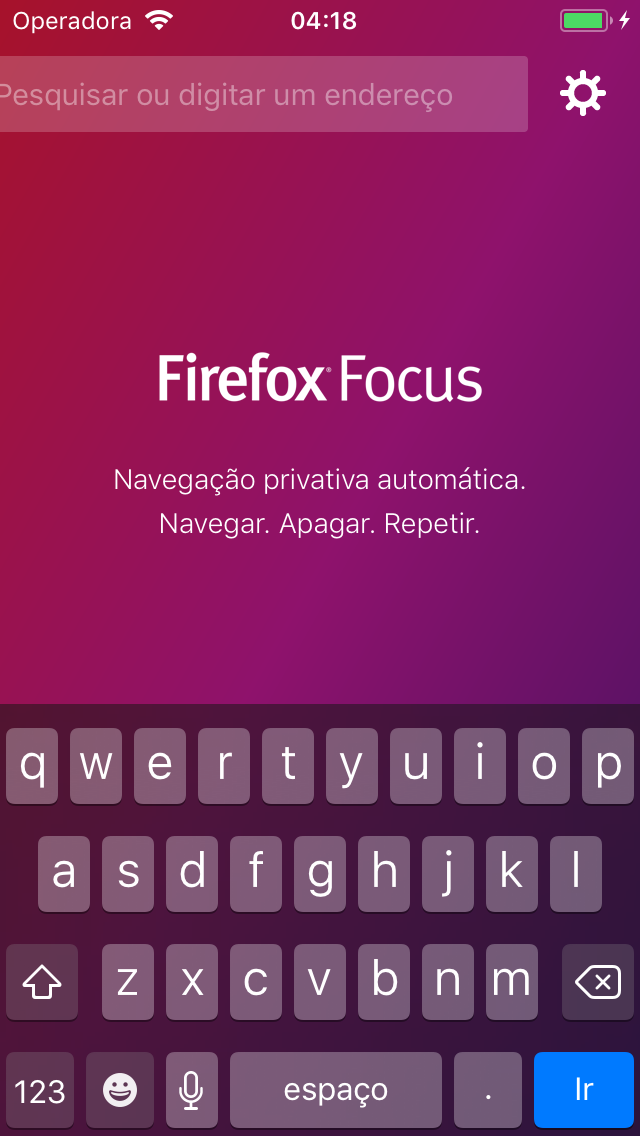 Operadora 04:18
Pesquisar ou digitar um endereço
Firefox® Focus
Navegação privativa automática.
Navegar. Apagar. Repetir.
q w e r t y u i o p
a s d f g h j k l
z x c v b n m
123 espaço . Ir